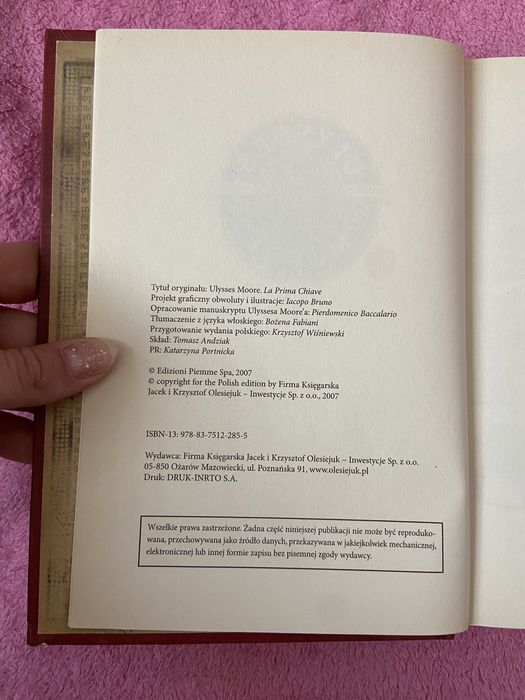 Tytuł oryginału: Ulysses Moore. La Prima Chiave
Projekt graficzny obwoluty i ilustracje: Iacopo Bruno
Opracowanie manuskryptu Ulyssesa Moore'a: Pierdomenico Baccalario
Tłumaczenie z języka włoskiego: Bożena Fabiani
Przygotowanie wydania polskiego: Krzysztof Wiśniewski
Skład: Tomasz Andziak
PR: Katarzyna Portnicka
© Edizioni Piemme Spa, 2007
© copyright for the Polish edition by Firma Księgarska
Jacek i Krzysztof Olesiejuk – Inwestycje Sp. z o.o., 2007
ISBN-13: 978-83-7512-285-5
Wydawca: Firma Księgarska Jacek i Krzysztof Olesiejuk – Inwestycje Sp. z o.o.
05-850 Ożarów Mazowiecki, ul. Poznańska 91, www.olesiejuk.pl
Druk: DRUK-INRTO S.A.
Wszelkie prawa zastrzeżone. Żadna część niniejszej publikacji nie może być reproduko-
wana, przechowywana jako źródło danych, przekazywana w jakiejkolwiek mechanicznej,
elektronicznej lub innej formie zapisu bez pisemnej zgody wydawcy.